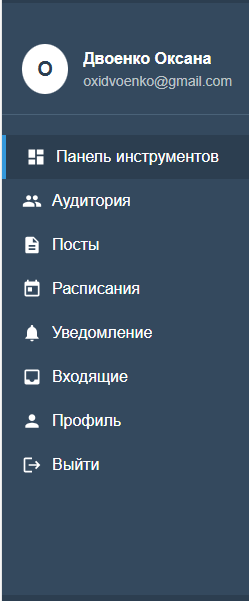 О
Двоенко Оксана
oxidvoenko@gmail.com
Панель инструментов
Аудитория
Посты
Расписания
Уведомление
Входящие
Профиль
Выйти